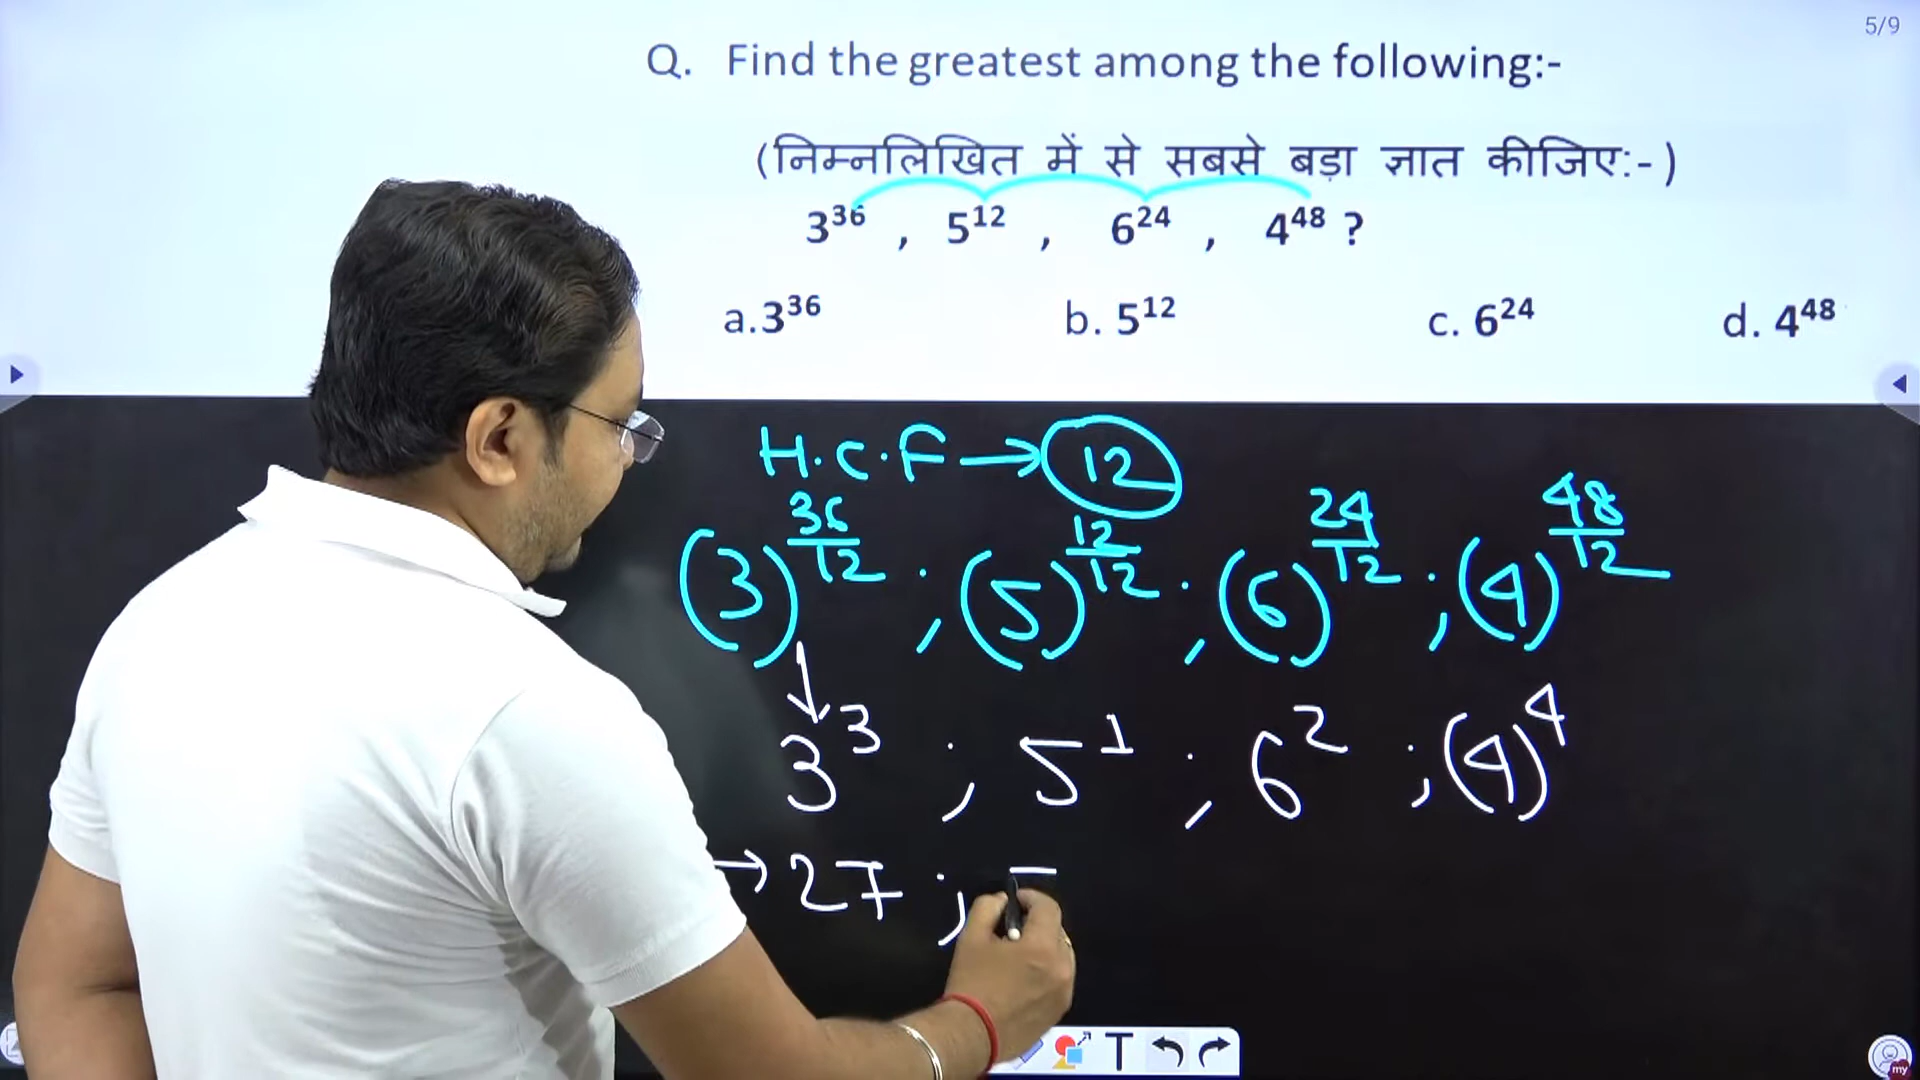 5/9
Q. Find the greatest among the following:-
(निम्नलिखित में से सबसे बड़ा ज्ञात कीजिए:-)
3³⁶ , 5¹² , 6²⁴ , 4⁴⁸ ?
a.3³⁶ b. 5¹² c. 6²⁴ d. 4⁴⁸
H.C.F → 12
(3)^36/12 ; (5)^12/12 ; (6)^24/12 ; (4)^48/12
3³ ; 5¹ ; 6² ; (4)⁴
→ 27 ;
T
my